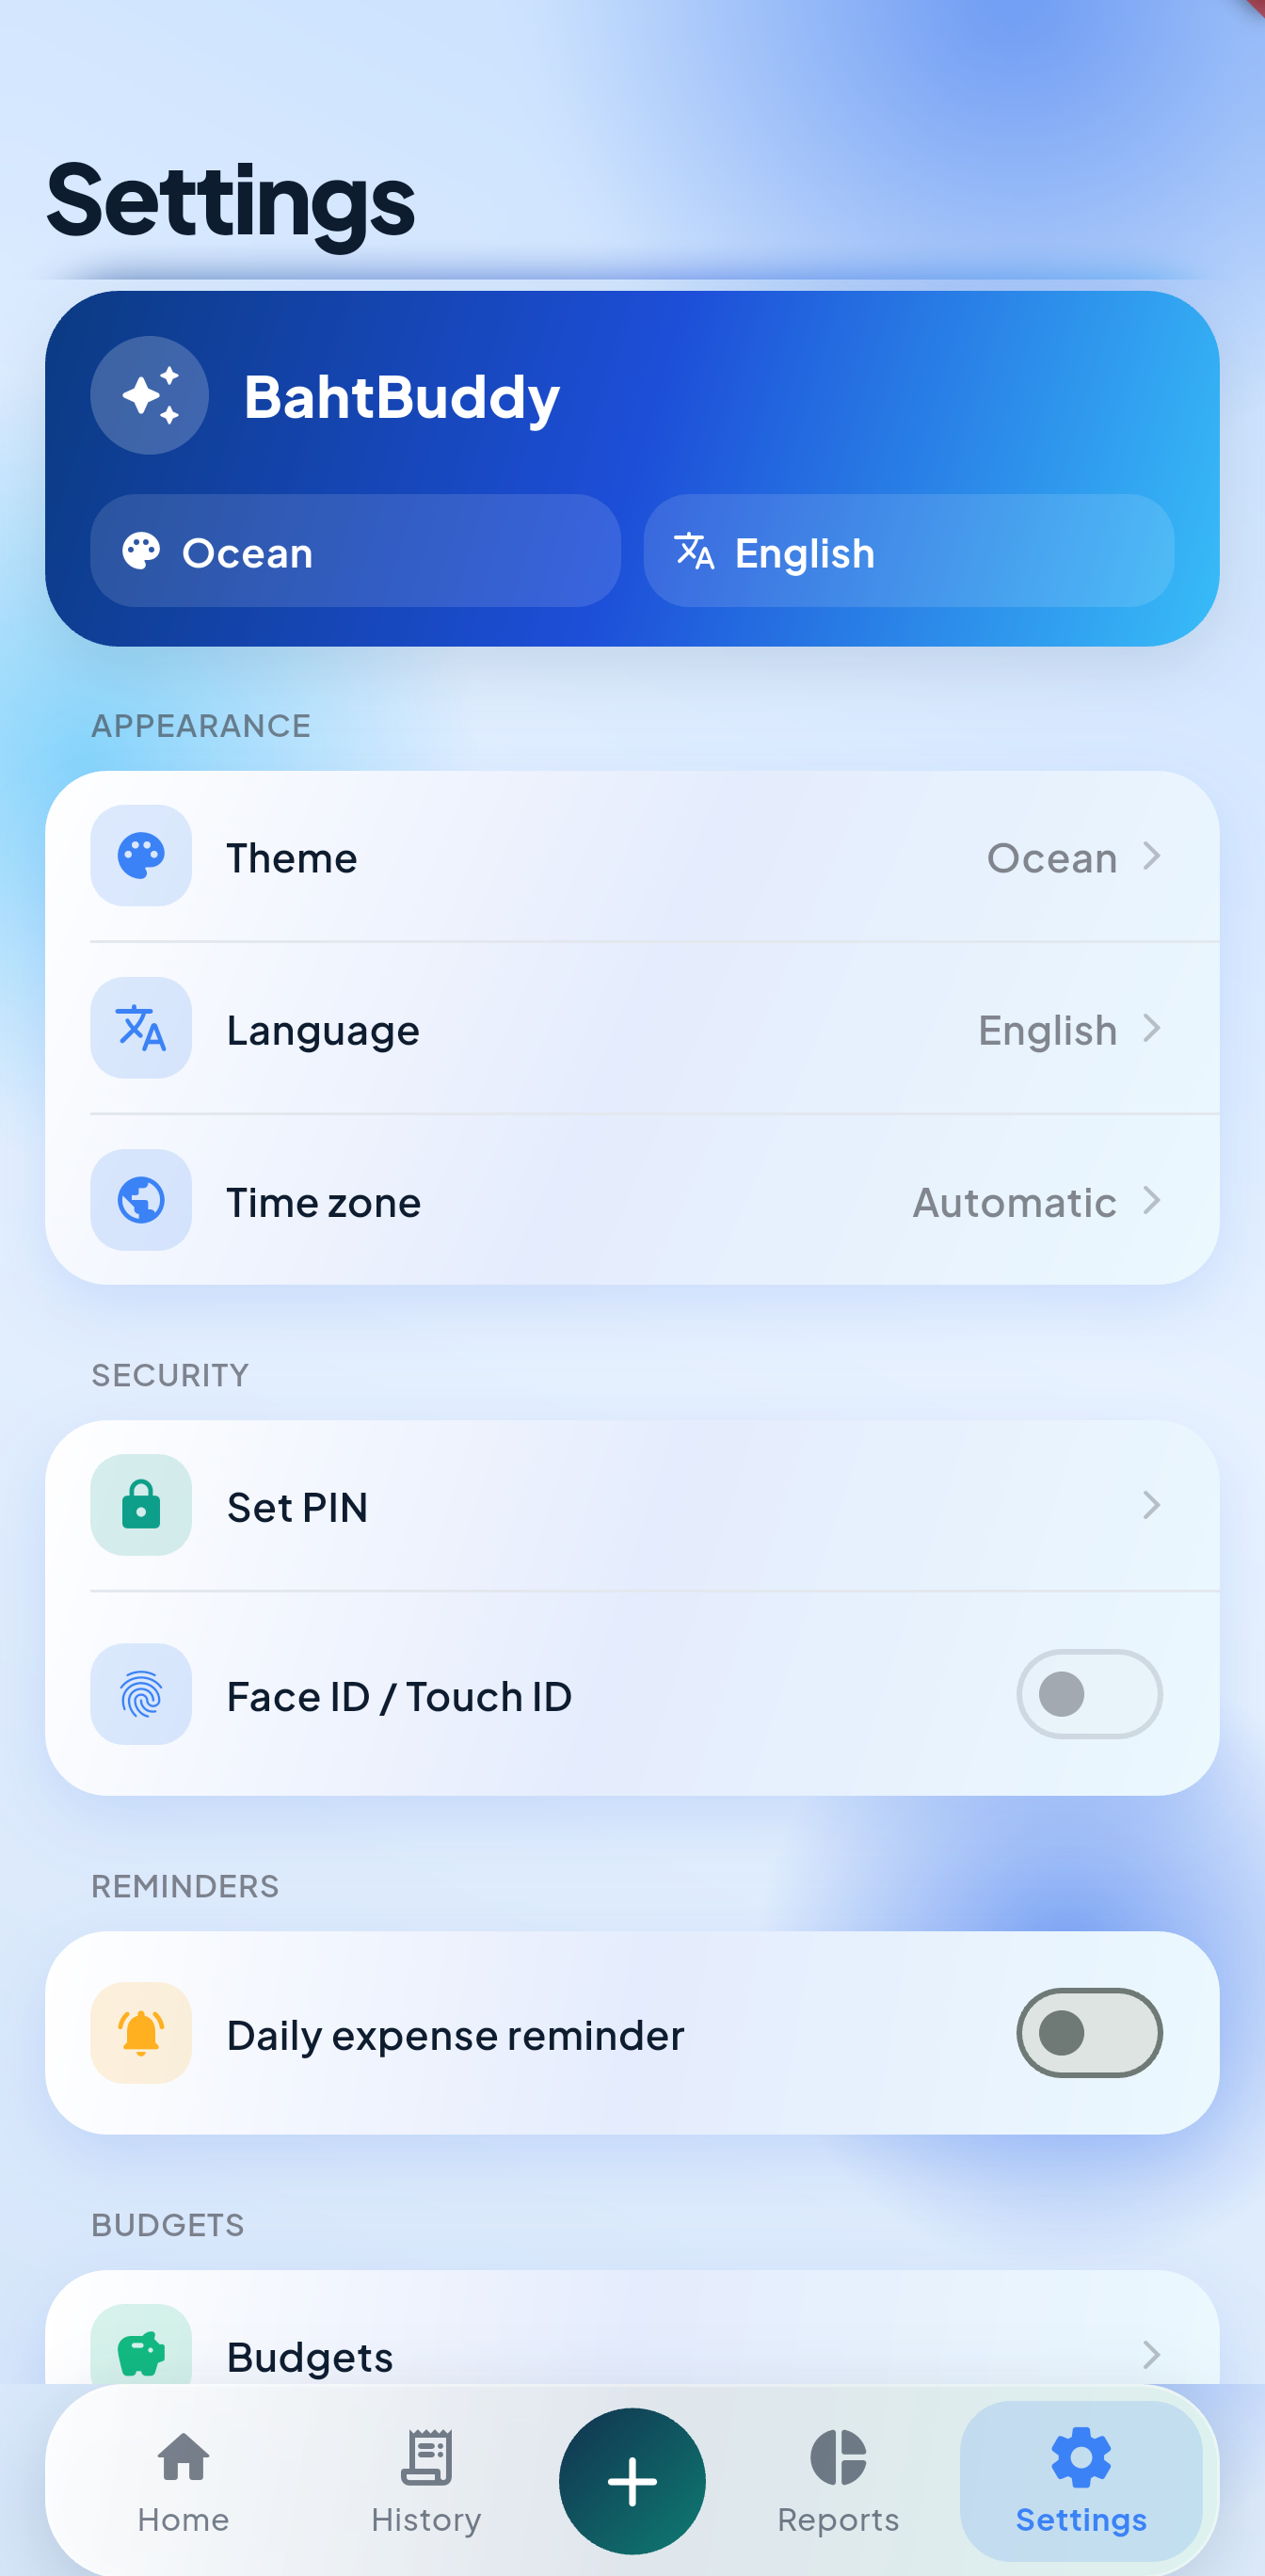 Settings
BahtBuddy
Ocean English
APPEARANCE
Theme Ocean
Language English
Time zone Automatic
SECURITY
Set PIN
Face ID / Touch ID
REMINDERS
Daily expense reminder
BUDGETS
Budgets
Home History Reports Settings